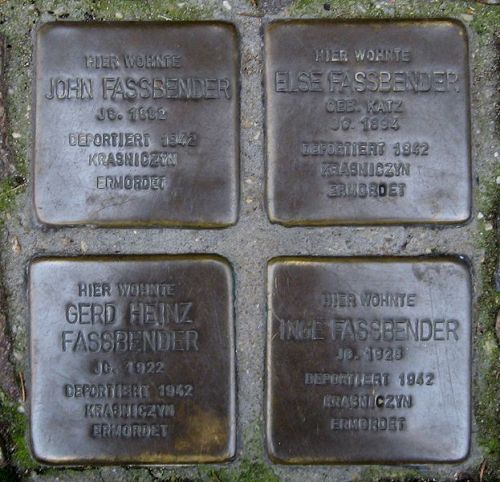 HIER WOHNTE
JOHN FASSBENDER
JG. 1892
DEPORTIERT 1942
KRASNICZYN
ERMORDET
HIER WOHNTE
ELSE FASSBENDER
GEB. KATZ
JG. 1894
DEPORTIERT 1942
KRASNICZYN
ERMORDET
HIER WOHNTE
GERD HEINZ
FASSBENDER
JG. 1922
DEPORTIERT 1942
KRASNICZYN
ERMORDET
HIER WOHNTE
INGE FASSBENDER
JG.
DEPORTIERT 1942
KRASNICZYN
ERMORDET